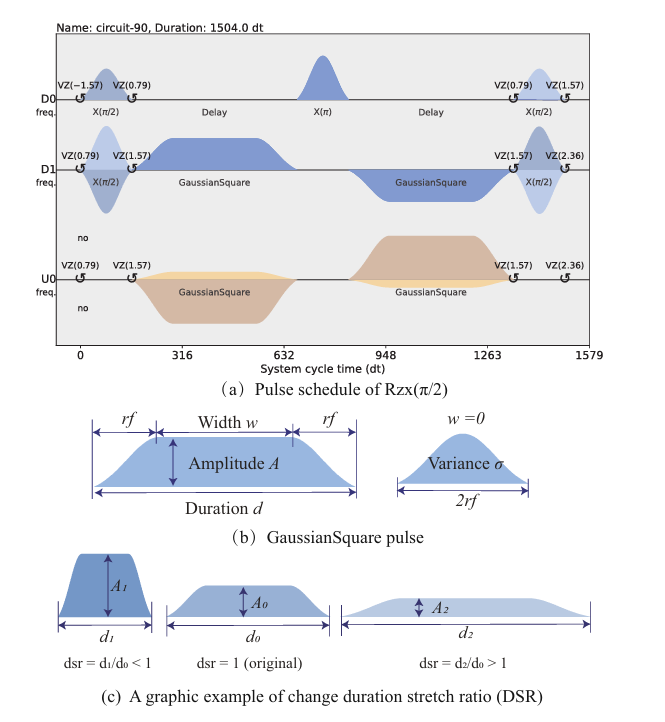 Name: circuit-90, Duration: 1504.0 dt
VZ(−1.57) VZ(0.79) VZ(0.79) VZ(1.57)
D0
freq. X(π/2) Delay X(π) Delay X(π/2)
VZ(0.79) VZ(1.57) VZ(1.57) VZ(2.36)
D1
freq. X(π/2) GaussianSquare GaussianSquare X(π/2)
no
VZ(0.79) VZ(1.57) VZ(1.57) VZ(2.36)
U0
freq. GaussianSquare GaussianSquare
no
0 316 632 948 1263 1579
System cycle time (dt)
(a) Pulse schedule of Rzx(π/2)
rf Width w rf w =0
Amplitude A Variance σ
Duration d 2rf
(b) GaussianSquare pulse
A₁ A₀ A₂
d₁ d₀ d₂
dsr = d₁/d₀ < 1 dsr = 1 (original) dsr = d₂/d₀ > 1
(c) A graphic example of change duration stretch ratio (DSR)